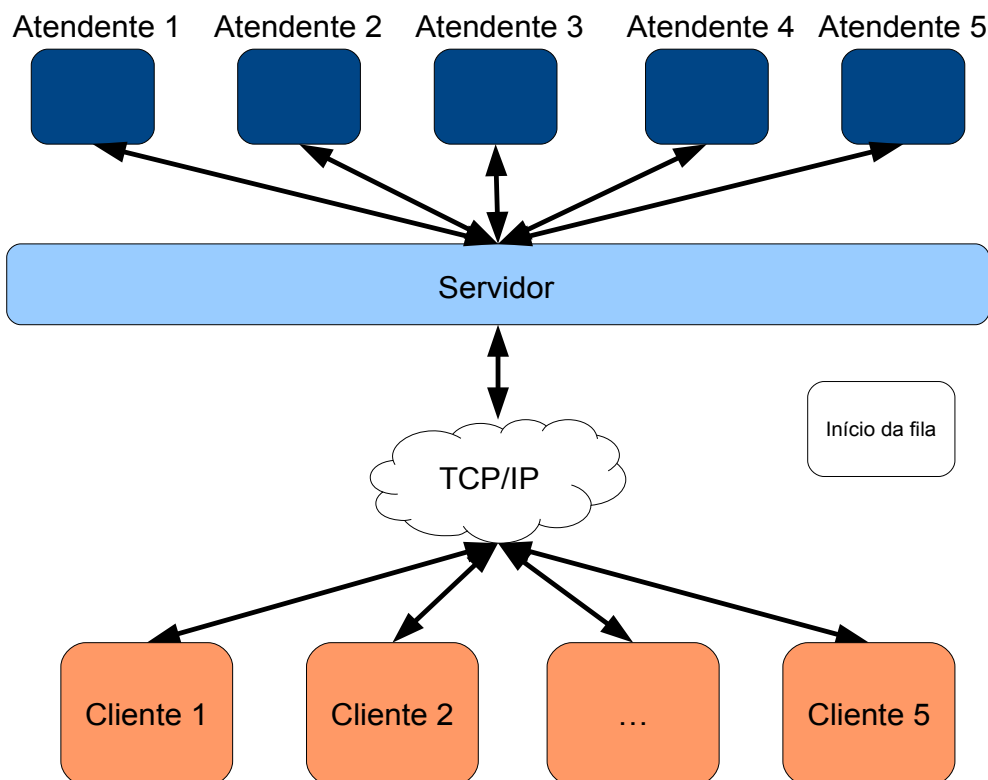 Atendente 1
Atendente 2
Atendente 3
Atendente 4
Atendente 5
Servidor
Início da fila
TCP/IP
Cliente 1
Cliente 2
...
Cliente 5